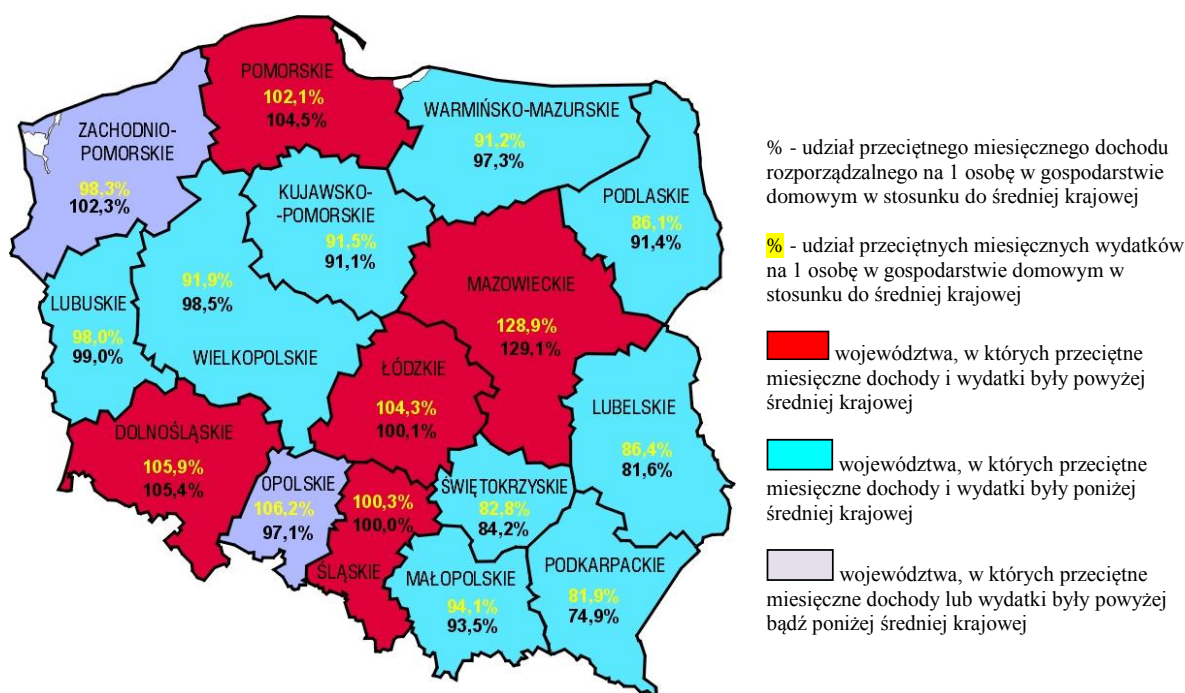 POMORSKIE
102,1%
104,5%
WARMIŃSKO-MAZURSKIE
91,2%
97,3%
ZACHODNIO-
POMORSKIE
98,3%
102,3%
KUJAWSKO-
-POMORSKIE
91,5%
91,1%
PODLASKIE
86,1%
91,4%
LUBUSKIE
98,0%
99,0%
91,9%
98,5%
WIELKOPOLSKIE
MAZOWIECKIE
128,9%
129,1%
ŁÓDZKIE
104,3%
100,1%
LUBELSKIE
86,4%
81,6%
DOLNOŚLĄSKIE
105,9%
105,4%
OPOLSKIE
106,2%
97,1%
100,3%
100,0%
ŚLĄSKIE
ŚWIĘTOKRZYSKIE
82,8%
84,2%
MAŁOPOLSKIE
94,1%
93,5%
PODKARPACKIE
81,9%
74,9%
% - udział przeciętnego miesięcznego dochodu
rozporządzalnego na 1 osobę w gospodarstwie
domowym w stosunku do średniej krajowej
% - udział przeciętnych miesięcznych wydatków
na 1 osobę w gospodarstwie domowym w
stosunku do średniej krajowej
województwa, w których przeciętne
miesięczne dochody i wydatki były powyżej
średniej krajowej
województwa, w których przeciętne
miesięczne dochody i wydatki były poniżej
średniej krajowej
województwa, w których przeciętne
miesięczne dochody lub wydatki były powyżej
bądź poniżej średniej krajowej